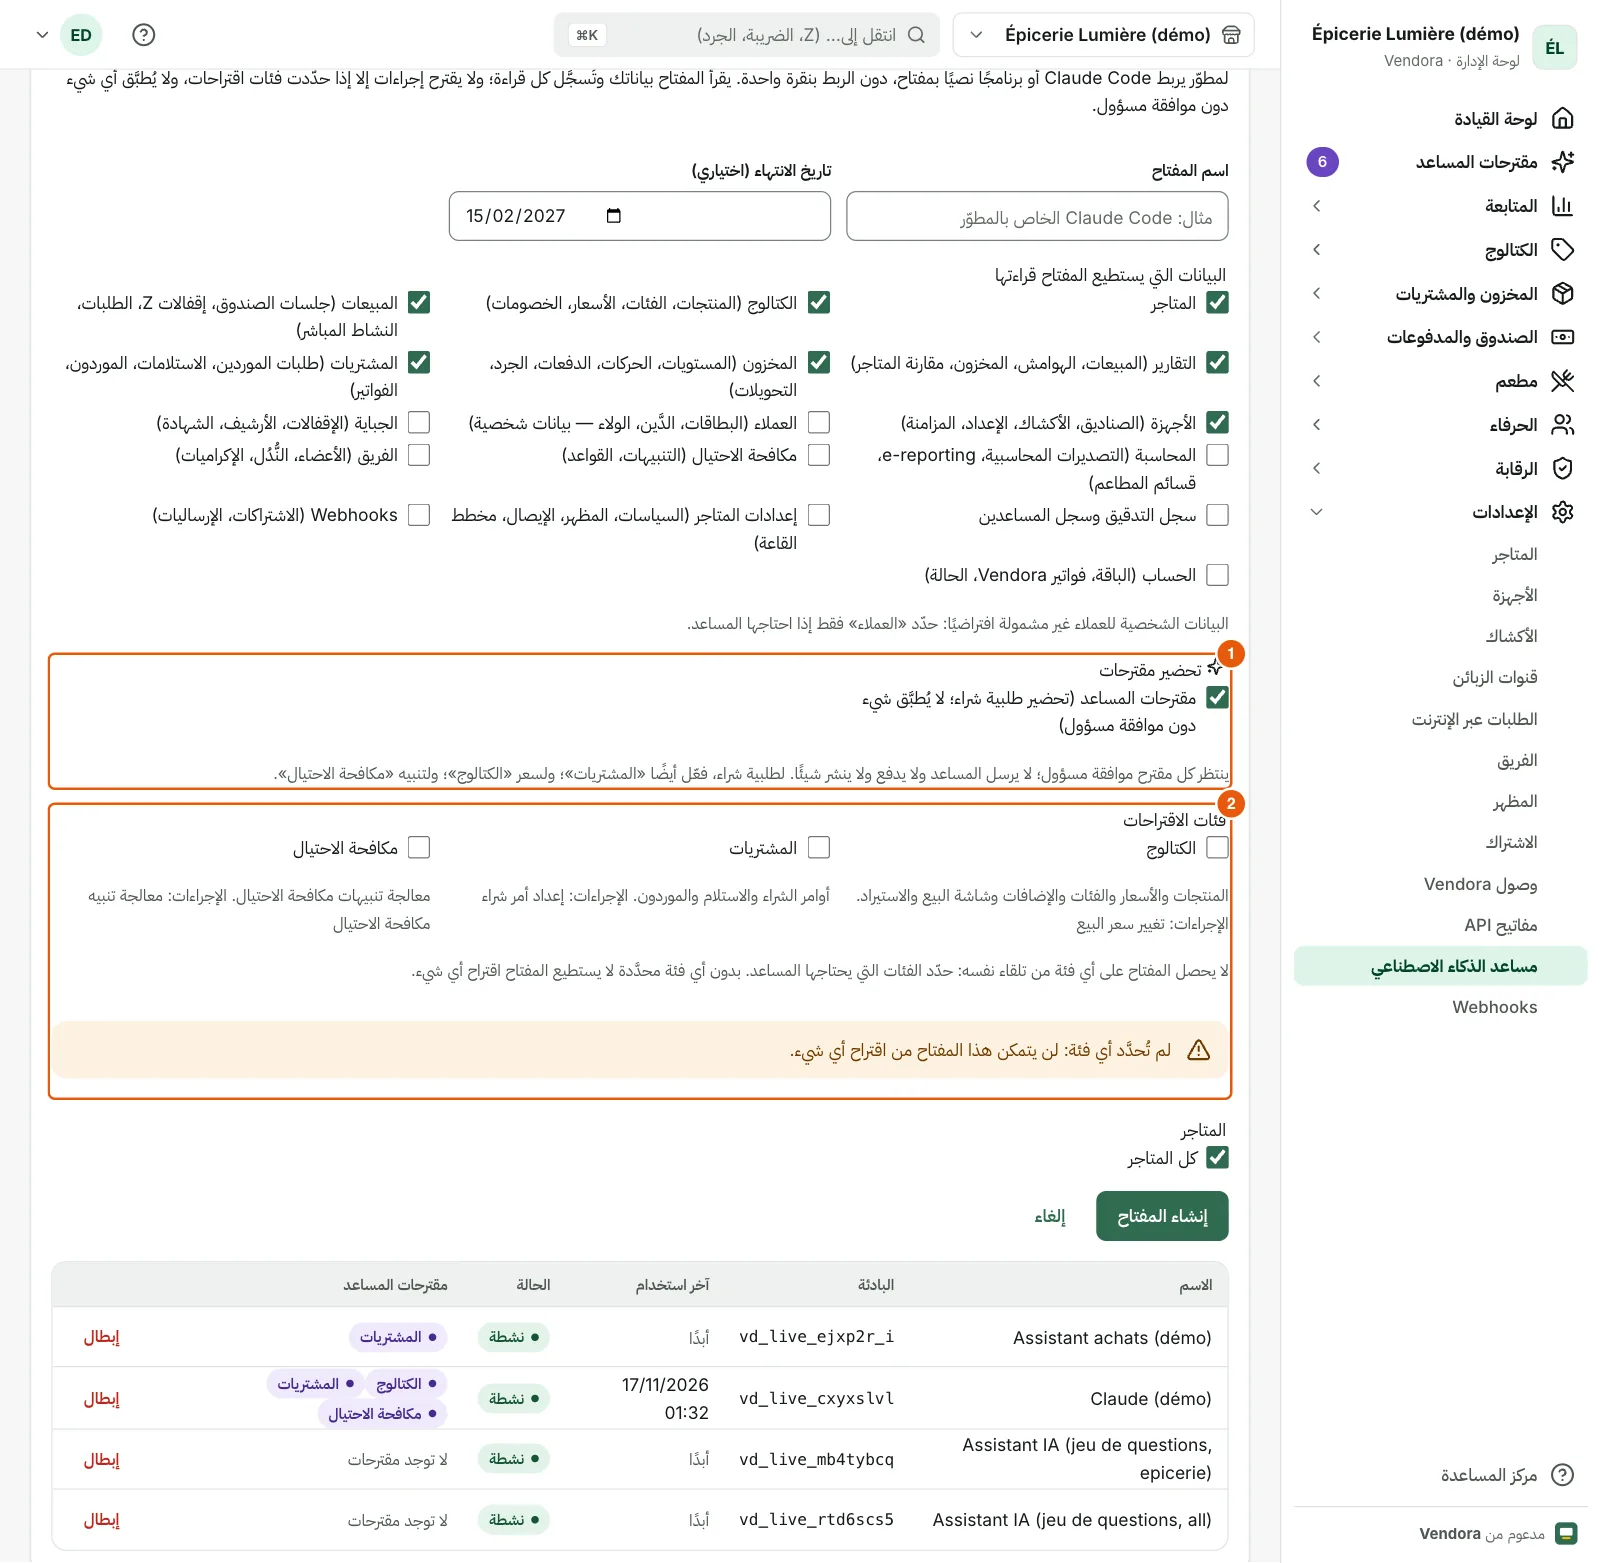 Épicerie Lumière (démo)
لوحة الإدارة · Vendora
ÉL
Épicerie Lumière (démo)
انتقل إلى... (Z، الضريبة، الجرد)
⌘K
ED
لوحة القيادة
مقترحات المساعد
6
المتابعة
الكتالوج
المخزون والمشتريات
الصندوق والمدفوعات
مطعم
الحرفاء
الرقابة
الإعدادات
المتاجر
الأجهزة
الأكشاك
قنوات الزبائن
الطلبات عبر الإنترنت
الفريق
المظهر
الاشتراك
وصول Vendora
مفاتيح API
مساعد الذكاء الاصطناعي
Webhooks
مركز المساعدة
مدعوم من Vendora
لمطوّر يربط Claude Code أو برنامجًا نصيًا بمفتاح، دون الربط بنقرة واحدة. يقرأ المفتاح بياناتك وتُسجَّل كل قراءة؛ ولا يقترح إجراءات إلا إذا حدّدت فئات اقتراحات، ولا يُطبَّق أي شيء
دون موافقة مسؤول.
اسم المفتاح
تاريخ الانتهاء (اختياري)
مثال: Claude Code الخاص بالمطوّر
15/02/2027
البيانات التي يستطيع المفتاح قراءتها
المتاجر
الكتالوج (المنتجات، الفئات، الأسعار، الخصومات)
المبيعات (جلسات الصندوق، إقفالات Z، الطلبات،
النشاط المباشر)
التقارير (المبيعات، الهوامش، المخزون، مقارنة المتاجر)
المخزون (المستويات، الحركات، الدفعات، الجرد،
التحويلات)
المشتريات (طلبات الموردين، الاستلامات، الموردون،
الفواتير)
الأجهزة (الصناديق، الأكشاك، الإعداد، المزامنة)
العملاء (البطاقات، الدَّين، الولاء — بيانات شخصية)
الجباية (الإقفالات، الأرشيف، الشهادة)
المحاسبة (التصديرات المحاسبية، e-reporting،
قسائم المطاعم)
مكافحة الاحتيال (التنبيهات، القواعد)
الفريق (الأعضاء، النُّدُل، الإكراميات)
سجل التدقيق وسجل المساعدين
إعدادات المتاجر (السياسات، المظهر، الإيصال، مخطط
القاعة)
Webhooks (الاشتراكات، الإرساليات)
الحساب (الباقة، فواتير Vendora، الحالة)
البيانات الشخصية للعملاء غير مشمولة افتراضيًا: حدّد «العملاء» فقط إذا احتاجها المساعد.
1
تحضير مقترحات
مقترحات المساعد (تحضير طلبية شراء؛ لا يُطبَّق شيء
دون موافقة مسؤول)
ينتظر كل مقترح موافقة مسؤول؛ لا يرسل المساعد ولا يدفع ولا ينشر شيئًا. لطلبية شراء، فعّل أيضًا «المشتريات»؛ ولسعر «الكتالوج»؛ ولتنبيه «مكافحة الاحتيال».
2
فئات الاقتراحات
الكتالوج
المشتريات
مكافحة الاحتيال
المنتجات والأسعار والفئات والإضافات وشاشة البيع والاستيراد.
الإجراءات: تغيير سعر البيع
أوامر الشراء والاستلام والموردون. الإجراءات: إعداد أمر شراء
معالجة تنبيهات مكافحة الاحتيال. الإجراءات: معالجة تنبيه
مكافحة الاحتيال
لا يحصل المفتاح على أي فئة من تلقاء نفسه: حدّد الفئات التي يحتاجها المساعد. بدون أي فئة محدَّدة لا يستطيع المفتاح اقتراح أي شيء.
لم تُحدَّد أي فئة: لن يتمكن هذا المفتاح من اقتراح أي شيء.
المتاجر
كل المتاجر
إنشاء المفتاح
إلغاء
الاسم البادئة آخر استخدام الحالة مقترحات المساعد
Assistant achats (démo) vd_live_ejxp2r_i أبدًا نشطة المشتريات إبطال
Claude (démo) vd_live_cxyxslvl 17/11/2026 01:32 نشطة الكتالوج المشتريات مكافحة الاحتيال إبطال
Assistant IA (jeu de questions, epicerie) vd_live_mb4tybcq أبدًا نشطة لا توجد مقترحات إبطال
Assistant IA (jeu de questions, all) vd_live_rtd6scs5 أبدًا نشطة لا توجد مقترحات إبطال